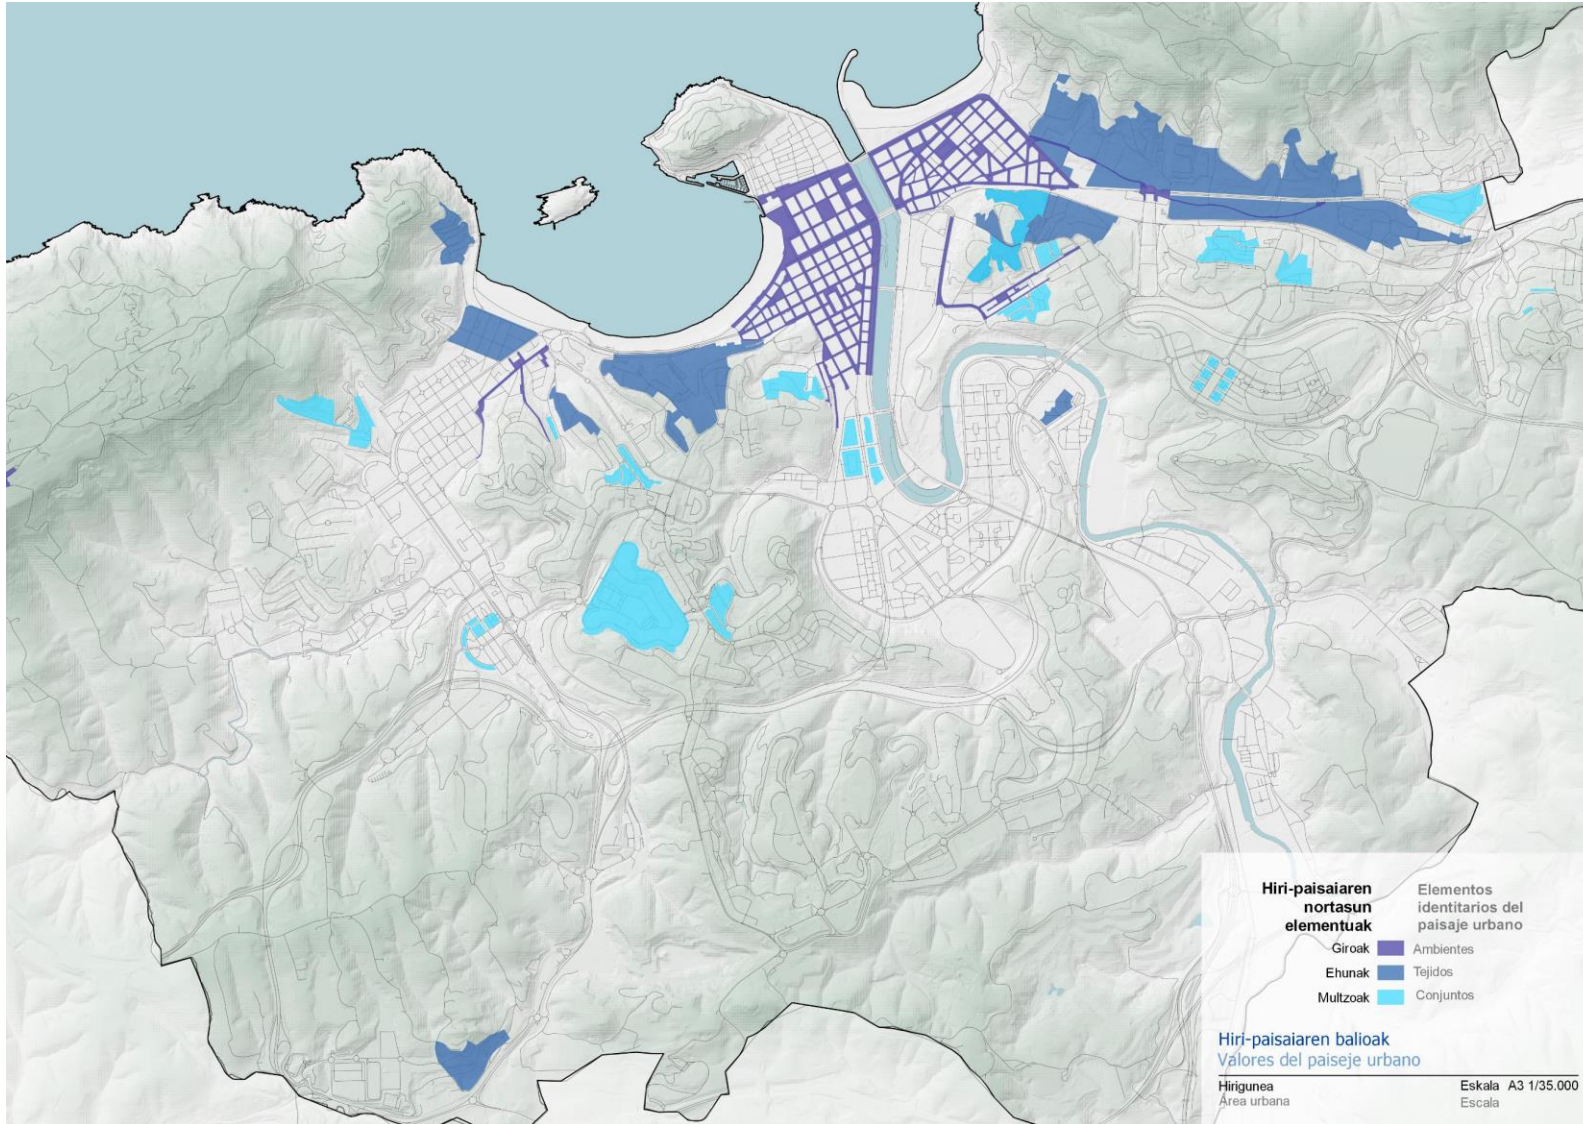 Hiri-paisaiaren
nortasun
elementuak
Elementos
identitarios del
paisaje urbano
Giroak Ambientes
Ehunak Tejidos
Multzoak Conjuntos
Hiri-paisaiaren balioak
Valores del paiseje urbano
Hirigunea Eskala A3 1/35.000
Área urbana Escala